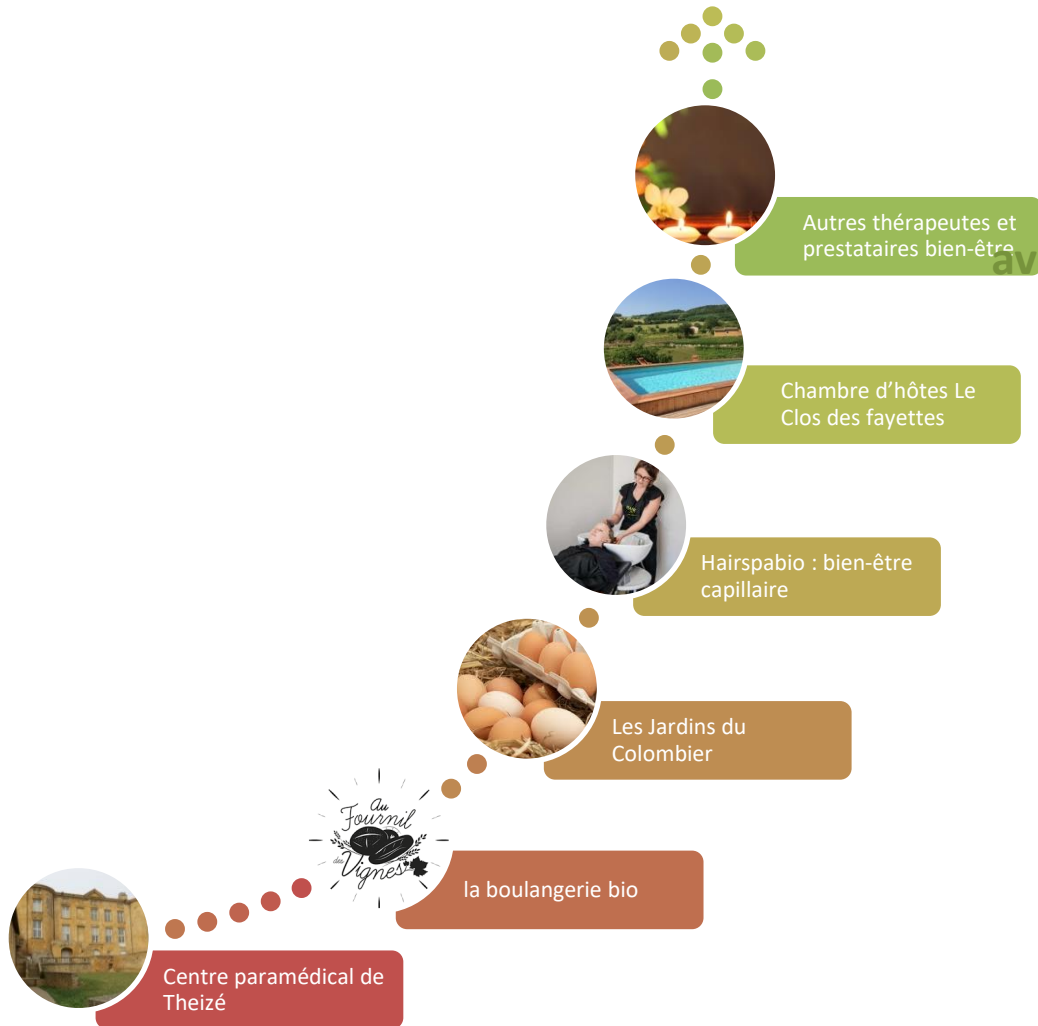 Autres thérapeutes et
prestataires bien-être
av
Chambre d'hôtes Le
Clos des fayettes
Hairspabio : bien-être
capillaire
Les Jardins du
Colombier
Au
Fournil
des
Vignes
la boulangerie bio
Centre paramédical de
Theizé